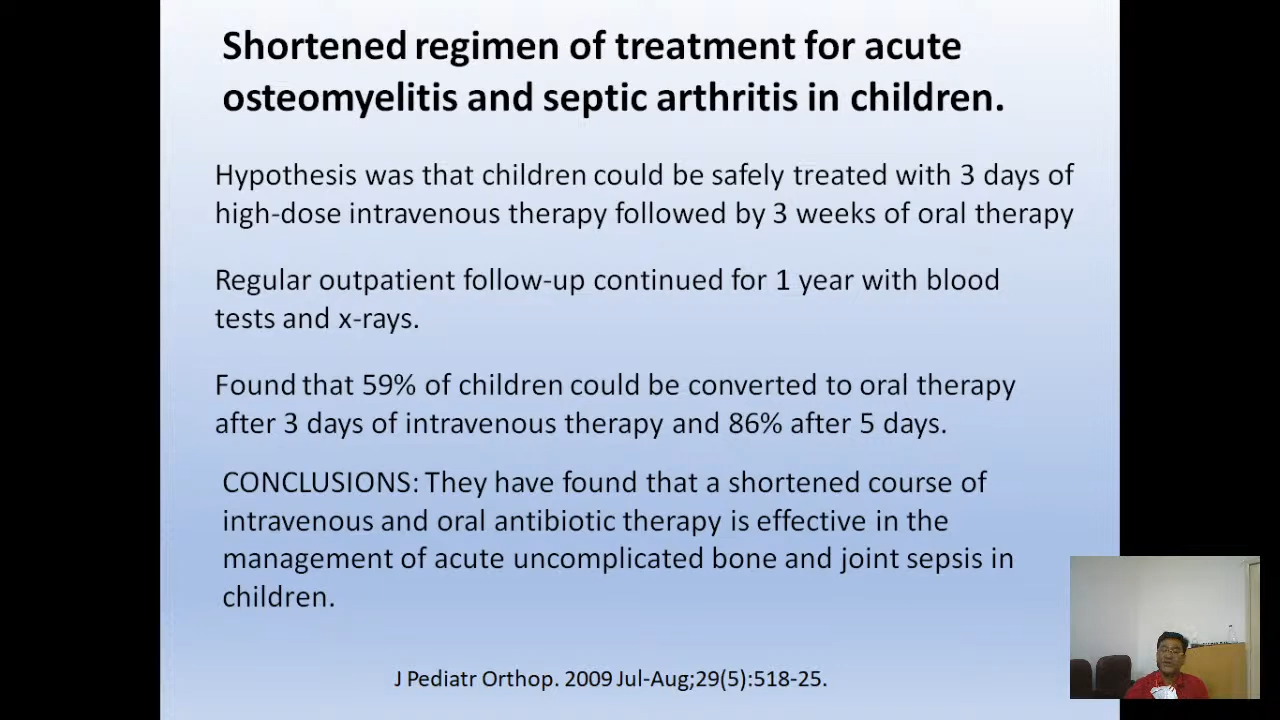 Shortened regimen of treatment for acute
osteomyelitis and septic arthritis in children.
Hypothesis was that children could be safely treated with 3 days of
high-dose intravenous therapy followed by 3 weeks of oral therapy
Regular outpatient follow-up continued for 1 year with blood
tests and x-rays.
Found that 59% of children could be converted to oral therapy
after 3 days of intravenous therapy and 86% after 5 days.
CONCLUSIONS: They have found that a shortened course of
intravenous and oral antibiotic therapy is effective in the
management of acute uncomplicated bone and joint sepsis in
children.
J Pediatr Orthop. 2009 Jul-Aug;29(5):518-25.